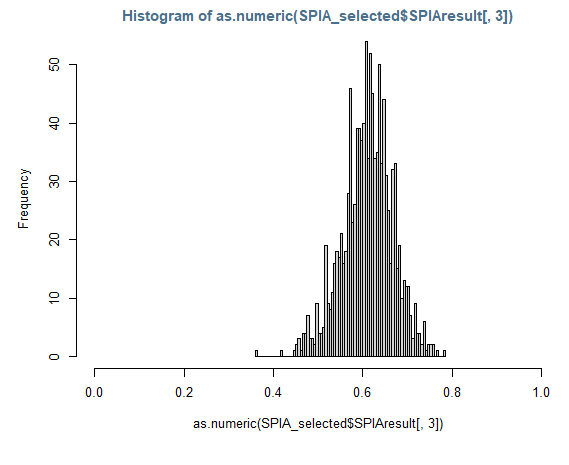 Histogram of as.numeric(SPIA_selected$SPIAresult[, 3])
50
40
30
20
10
0
Frequency
0.0 0.2 0.4 0.6 0.8 1.0
as.numeric(SPIA_selected$SPIAresult[, 3])